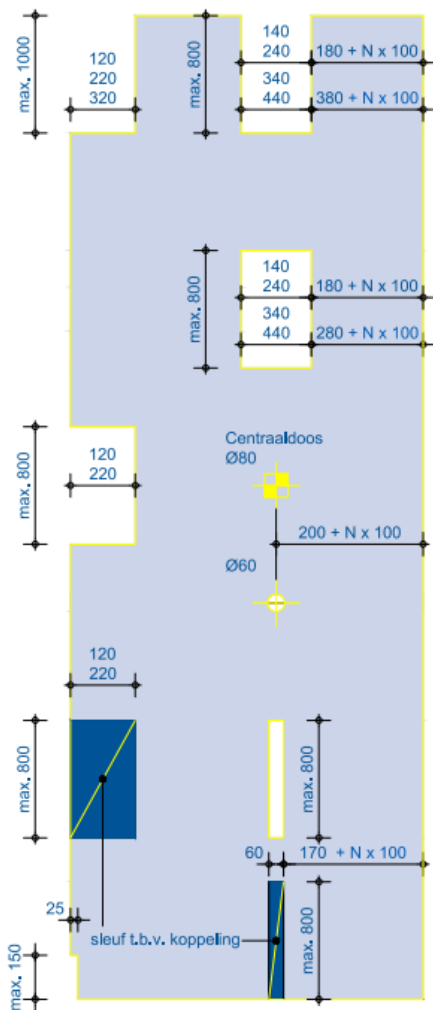 max. 1000
120
220
320
max. 800
140
240
340
440
180 + N x 100
380 + N x 100
max. 800
140
240
340
440
180 + N x 100
280 + N x 100
max. 800
120
220
Centraaldoos
Ø80
200 + N x 100
Ø60
120
220
max. 800
max. 800
60
170 + N x 100
25
sleuf t.b.v. koppeling
max. 800
max. 150